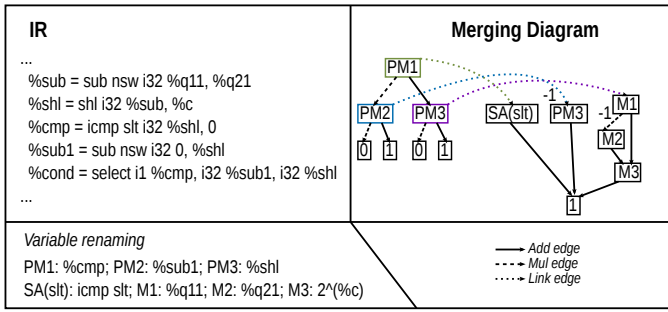 IR
...
%sub = sub nsw i32 %q11, %q21
%shl = shl i32 %sub, %c
%cmp = icmp slt i32 %shl, 0
%sub1 = sub nsw i32 0, %shl
%cond = select i1 %cmp, i32 %sub1, i32 %shl
...
Merging Diagram
PM1
PM2 PM3 SA(slt) -1 PM3 -1 M1
M2
0 1 0 1
M3
1
Variable renaming
PM1: %cmp; PM2: %sub1; PM3: %shl
SA(slt): icmp slt; M1: %q11; M2: %q21; M3: 2^(%c)
Add edge
Mul edge
Link edge